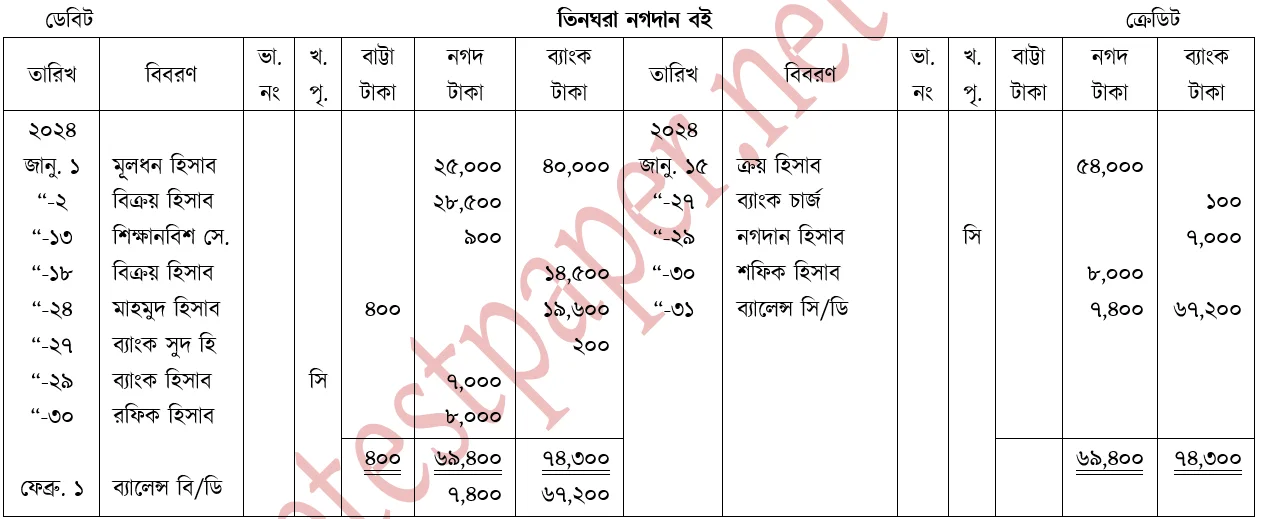 ডেবিট তিনঘরা নগদান বই ক্রেডিট
তারিখ বিবরণ ভা. নং খ. পৃ. বাট্টা টাকা নগদ টাকা ব্যাংক টাকা তারিখ বিবরণ ভা. নং খ. পৃ. বাট্টা টাকা নগদ টাকা ব্যাংক টাকা
২০২৪ ২০২৪
জানু. ১ মূলধন হিসাব ২৫,০০০ ৪০,০০০ জানু. ১৫ ক্রয় হিসাব ৫৪,০০০
“-২ বিক্রয় হিসাব ২৮,৫০০ “-২৭ ব্যাংক চার্জ ১০০
“-১৩ শিক্ষানবিশ সে. ৯০০ “-২৯ নগদান হিসাব সি ৭,০০০
“-১৮ বিক্রয় হিসাব ১৪,৫০০ “-৩০ শফিক হিসাব ৮,০০০
“-২৪ মাহমুদ হিসাব ৪০০ ১৯,৬০০ “-৩১ ব্যালেন্স সি/ডি ৭,৪০০ ৬৭,২০০
“-২৭ ব্যাংক সুদ হি ২০০
“-২৯ ব্যাংক হিসাব সি ৭,০০০
“-৩০ রফিক হিসাব ৮,০০০
৪০০ ৬৯,৪০০ ৭৪,৩০০ ৬৯,৪০০ ৭৪,৩০০
ফেব্রু. ১ ব্যালেন্স বি/ডি ৭,৪০০ ৬৭,২০০
testpaper.net